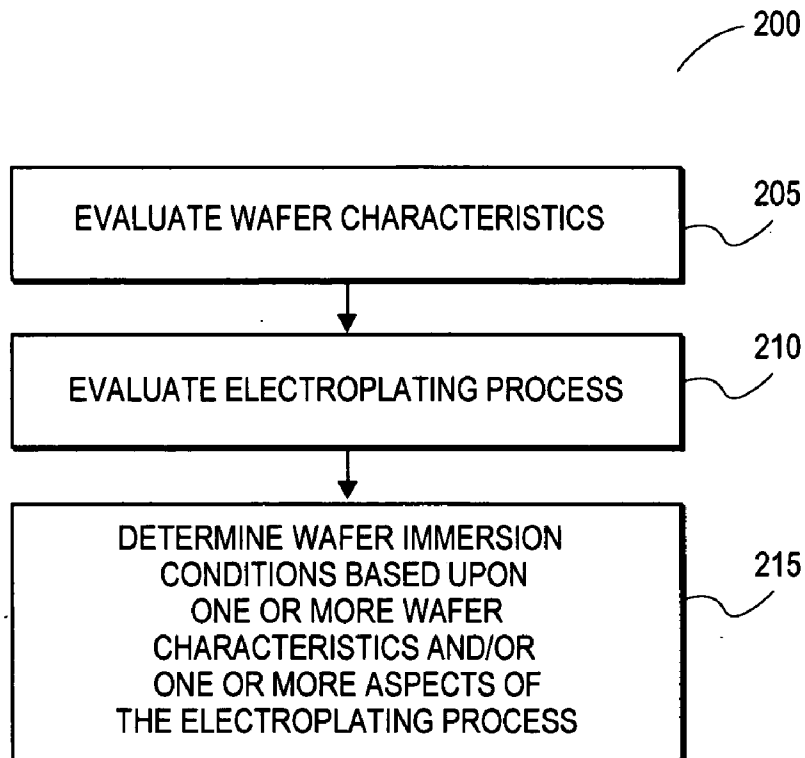 200
EVALUATE WAFER CHARACTERISTICS
205
EVALUATE ELECTROPLATING PROCESS
210
DETERMINE WAFER IMMERSION
CONDITIONS BASED UPON
ONE OR MORE WAFER
CHARACTERISTICS AND/OR
ONE OR MORE ASPECTS OF
THE ELECTROPLATING PROCESS
215